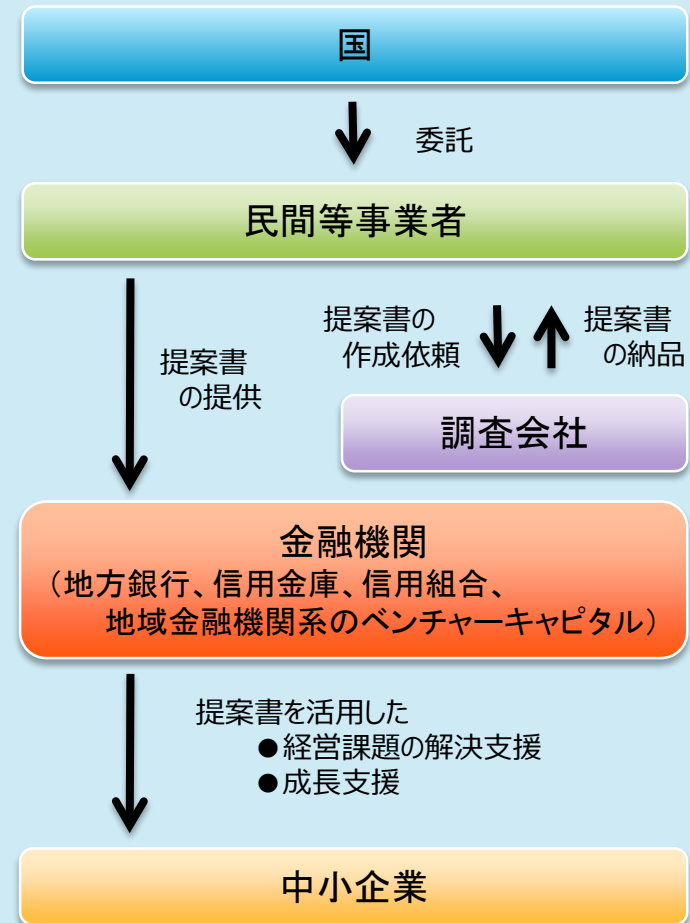 国
委託
民間等事業者
提案書
の提供
提案書の
作成依頼
提案書
の納品
調査会社
金融機関
（地方銀行、信用金庫、信用組合、
地域金融機関系のベンチャーキャピタル）
提案書を活用した
●経営課題の解決支援
●成長支援
中小企業